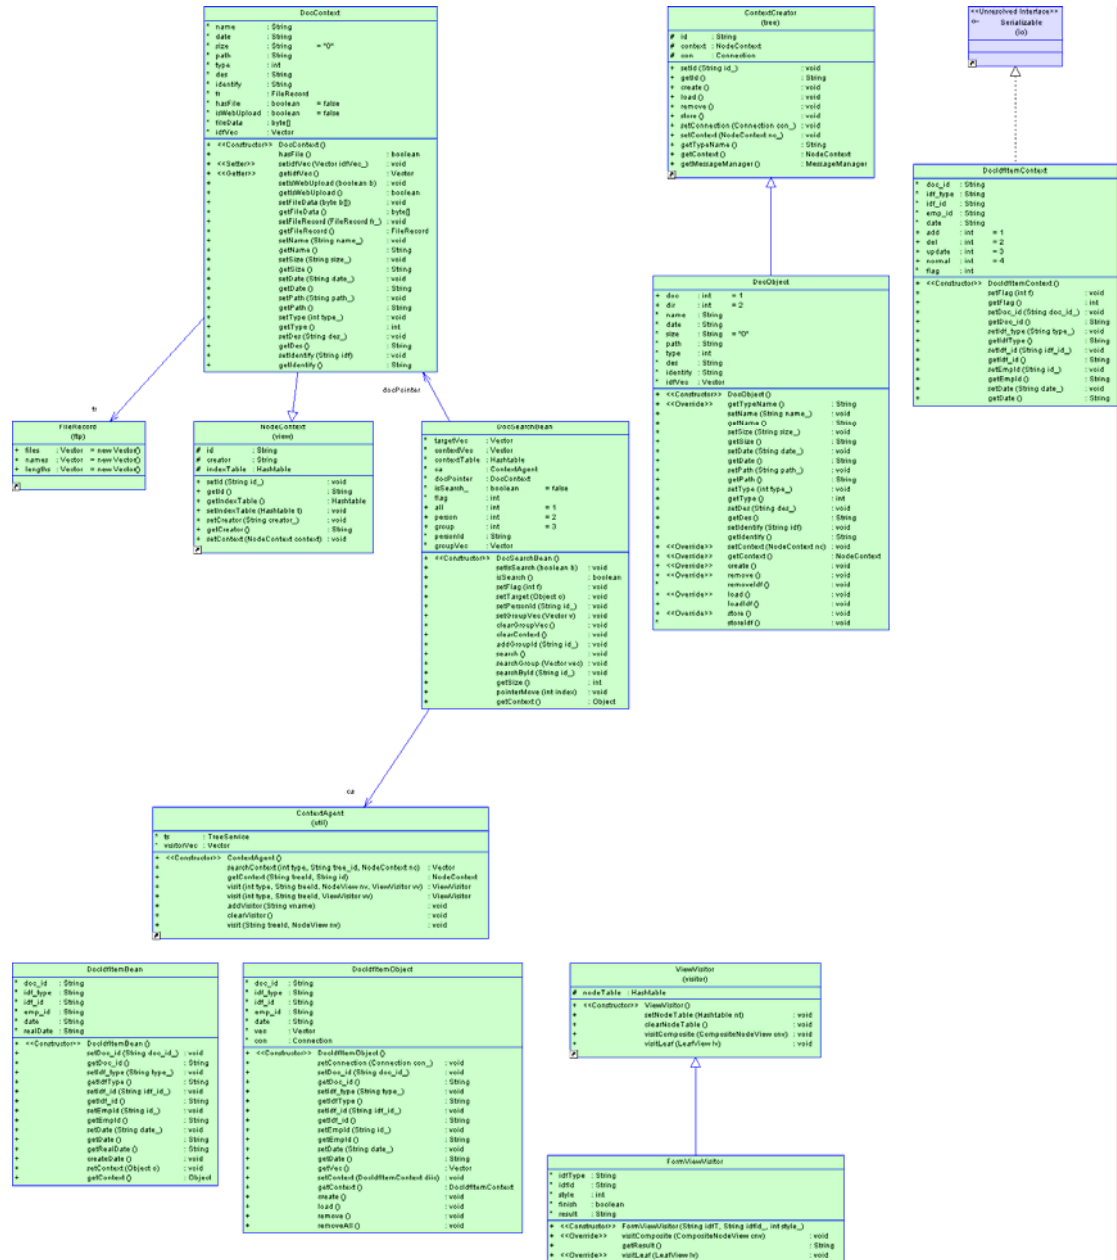 DocContext
* name : String
* date : String
* size : String = "0"
* path : String
* type : int
* des : String
* identify : String
* fr : FileRecord
* hasFile : boolean = false
* isWebUpload : boolean = false
* fileData : byte[]
* idfVec : Vector
+ <<Constructor>> DocContext ()
+ hasFile () : boolean
+ <<Setter>> setidfVec (Vector idfVec_) : void
+ <<Getter>> getidfVec () : Vector
+ setIsWebUpload (boolean b) : void
+ getIsWebUpload () : boolean
+ setFileData (byte b[]) : void
+ getFileData () : byte[]
+ setFileRecord (FileRecord fr_) : void
+ getFileRecord () : FileRecord
+ setName (String name_) : void
+ getName () : String
+ setSize (String size_) : void
+ getSize () : String
+ setDate (String date_) : void
+ getDate () : String
+ setPath (String path_) : void
+ getPath () : String
+ setType (int type_) : void
+ getType () : int
+ setDes (String des_) : void
+ getDes () : String
+ setIdentify (String idf) : void
+ getIdentify () : String
ContextCreator
(bee)
# id : String
# context : NodeContext
# con : Connection
+ setId (String id_) : void
+ getId () : String
+ create () : void
+ load () : void
+ remove () : void
+ store () : void
+ setConnection (Connection con_) : void
+ setContext (NodeContext nc_) : void
+ getTypeName () : String
+ getContext () : NodeContext
+ getMessageManager () : MessageManager
<<Unresolved Interface>>
Serializable
(io)
DocIdfItemContext
* doc_id : String
* idf_type : String
* idf_id : String
* emp_id : String
* date : String
+ add : int = 1
+ del : int = 2
+ update : int = 3
+ normal : int = 4
* flag : int
+ <<Constructor>> DocIdfItemContext ()
+ setFlag (int f) : void
+ getFlag () : int
+ setDoc_id (String doc_id_) : void
+ getDoc_id () : String
+ setIdf_type (String type_) : void
+ getIdfType () : String
+ setIdf_id (String idf_id_) : void
+ getIdf_id () : String
+ setEmpId (String id_) : void
+ getEmpId () : String
+ setDate (String date_) : void
+ getDate () : String
DocObject
+ doc : int = 1
+ dir : int = 2
* name : String
* date : String
* size : String = "0"
* path : String
* type : int
* des : String
* identify : String
* idfVec : Vector
+ <<Constructor>> DocObject ()
+ <<Override>> getTypeName () : String
+ setName (String name_) : void
+ getName () : String
+ setSize (String size_) : void
+ getSize () : String
+ setDate (String date_) : void
+ getDate () : String
+ setPath (String path_) : void
+ getPath () : String
+ setType (int type_) : void
+ getType () : int
+ setDes (String des_) : void
+ getDes () : String
+ setIdentify (String idf) : void
+ getIdentify () : String
+ <<Override>> setContext (NodeContext nc) : void
+ <<Override>> getContext () : NodeContext
+ <<Override>> create () : void
+ <<Override>> remove () : void
* removeIdf () : void
+ <<Override>> load () : void
* loadIdf () : void
+ <<Override>> store () : void
* storeIdf () : void
docPointer
fr
FileRecord
(ftp)
+ files : Vector = new Vector()
+ names : Vector = new Vector()
+ lengths : Vector = new Vector()
NodeContext
(view)
# id : String
# creator : String
# indexTable : Hashtable
+ setId (String id_) : void
+ getId () : String
+ getIndexTable () : Hashtable
+ setIndexTable (Hashtable t) : void
+ setCreator (String creator_) : void
+ getCreator () : String
+ setContext (NodeContext context) : void
DocSearchBean
* targetVec : Vector
* contextVec : Vector
* contextTable : Hashtable
* ca : ContextAgent
* docPointer : DocContext
* isSearch_ : boolean = false
* flag : int
+ all : int = 1
+ person : int = 2
+ group : int = 3
* personId : String
* groupVec : Vector
+ <<Constructor>> DocSearchBean ()
+ setIsSearch (boolean b) : void
+ isSearch () : boolean
+ setFlag (int f) : void
+ setTarget (Object o) : void
+ setPersonId (String id_) : void
+ setGroupVec (Vector v) : void
+ clearGroupVec () : void
+ clearContext () : void
+ addGroupId (String id_) : void
+ search () : void
+ searchGroup (Vector vec) : void
+ searchById (String id_) : void
+ getSize () : int
+ pointerMove (int index) : void
+ getContext () : Object
ca
ContextAgent
(util)
* ts : TreeService
* visitorVec : Vector
+ <<Constructor>> ContextAgent ()
+ searchContext (int type, String tree_id, NodeContext nc) : Vector
+ getContext (String treeId, String id) : NodeContext
+ visit (int type, String treeId, NodeView nv, ViewVisitor vv) : ViewVisitor
+ visit (int type, String treeId, ViewVisitor vv) : ViewVisitor
+ addVisitor (String vname) : void
+ clearVisitor () : void
+ visit (String treeId, NodeView nv) : void
DocIdfItemBean
* doc_id : String
* idf_type : String
* idf_id : String
* emp_id : String
* date : String
* realDate : String
+ <<Constructor>> DocIdfItemBean ()
+ setDoc_id (String doc_id_) : void
+ getDoc_id () : String
+ setIdf_type (String type_) : void
+ getIdfType () : String
+ setIdf_id (String idf_id_) : void
+ getIdf_id () : String
+ setEmpId (String id_) : void
+ getEmpId () : String
+ setDate (String date_) : void
+ getDate () : String
+ getRealDate () : String
+ createDate () : void
+ setContext (Object o) : void
+ getContext () : Object
DocIdfItemObject
* doc_id : String
* idf_type : String
* idf_id : String
* emp_id : String
* date : String
* vec : Vector
* con : Connection
+ <<Constructor>> DocIdfItemObject ()
+ setConnection (Connection con_) : void
+ setDoc_id (String doc_id_) : void
+ getDoc_id () : String
+ setIdf_type (String type_) : void
+ getIdfType () : String
+ setIdf_id (String idf_id_) : void
+ getIdf_id () : String
+ setEmpId (String id_) : void
+ getEmpId () : String
+ setDate (String date_) : void
+ getDate () : String
+ getVec () : Vector
+ setContext (DocIdfItemContext diic) : void
+ getContext () : DocIdfItemContext
+ create () : void
+ load () : void
+ remove () : void
+ removeAll () : void
ViewVisitor
(visitor)
# nodeTable : Hashtable
+ <<Constructor>> ViewVisitor ()
+ setNodeTable (Hashtable nt) : void
+ clearNodeTable () : void
+ visitComposite (CompositeNodeView cnv) : void
+ visitLeaf (LeafView lv) : void
FormViewVisitor
* idfType : String
* idfId : String
* style : int
* finish : boolean
* result : String
+ <<Constructor>> FormViewVisitor (String idfT, String idfId_, int style_)
+ <<Override>> visitComposite (CompositeNodeView cnv) : void
+ getResult () : String
+ <<Override>> visitLeaf (LeafView lv) : void